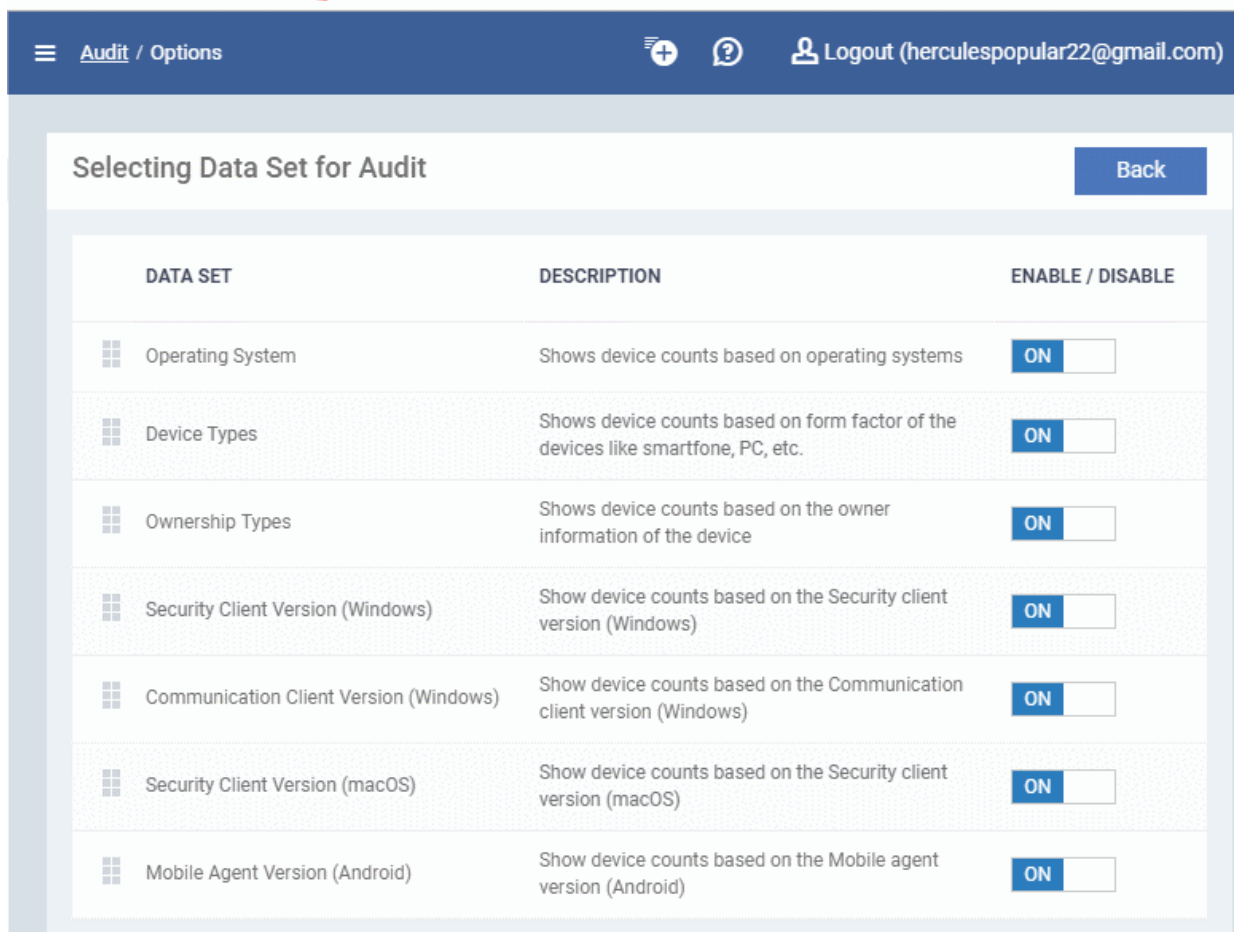 Audit / Options
Logout (herculespopular22@gmail.com)
Selecting Data Set for Audit
Back
DATA SET DESCRIPTION ENABLE / DISABLE
Operating System Shows device counts based on operating systems ON
Device Types Shows device counts based on form factor of the
devices like smartfone, PC, etc. ON
Ownership Types Shows device counts based on the owner
information of the device ON
Security Client Version (Windows) Show device counts based on the Security client
version (Windows) ON
Communication Client Version (Windows) Show device counts based on the Communication
client version (Windows) ON
Security Client Version (macOS) Show device counts based on the Security client
version (macOS) ON
Mobile Agent Version (Android) Show device counts based on the Mobile agent
version (Android) ON